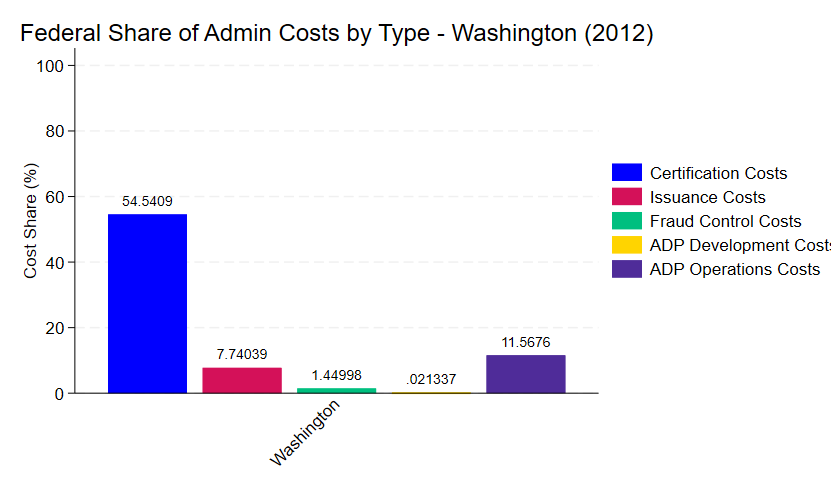 Federal Share of Admin Costs by Type - Washington (2012)
Cost Share (%)
100
80
60
40
20
0
54.5409
7.74039
1.44998
.021337
11.5676
Washington
Certification Costs
Issuance Costs
Fraud Control Costs
ADP Development Costs
ADP Operations Costs